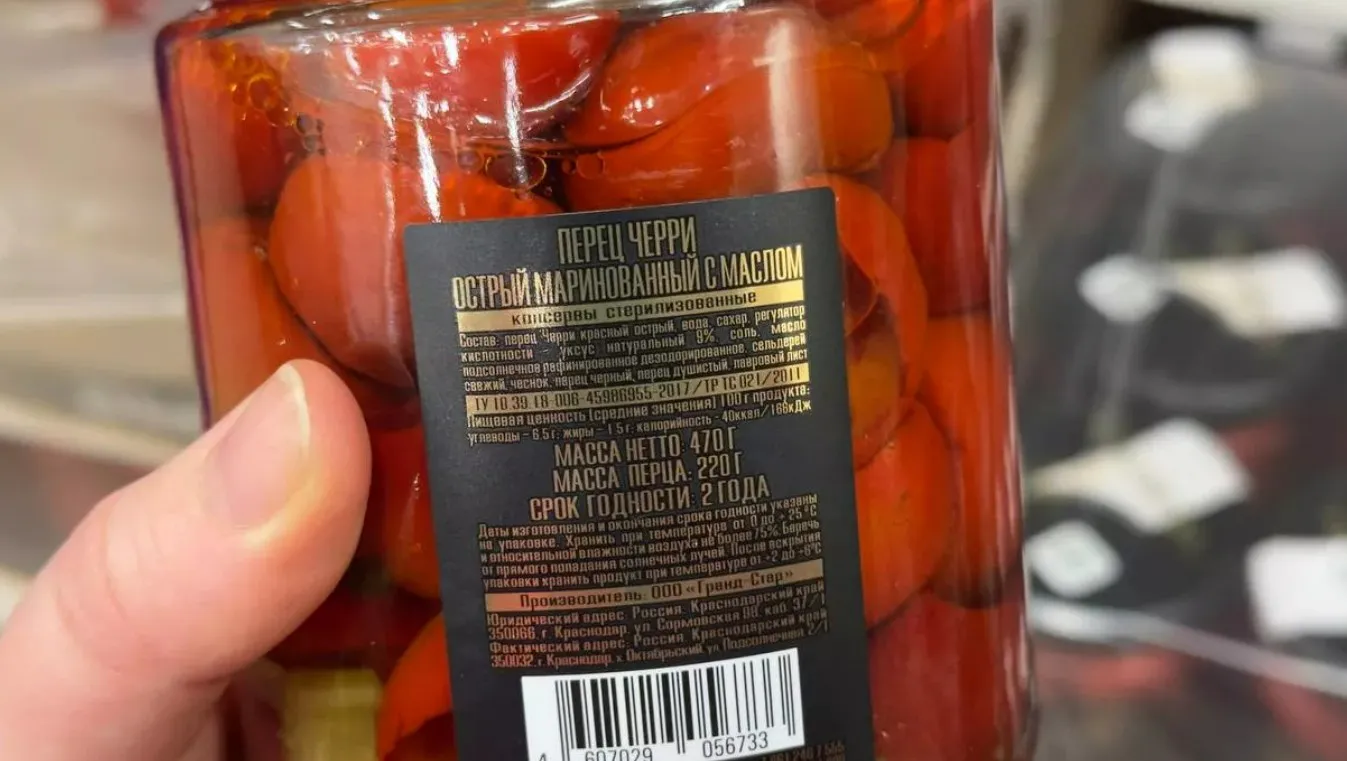 ПЕРЕЦ ЧЕРРИ
ОСТРЫЙ МАРИНОВАННЫЙ С МАСЛОМ
консервы стерилизованные
Состав: перец Черри красный острый, вода, сахар, регулятор
кислотности - уксус натуральный 9%, соль, масло
подсолнечное рафинированное дезодорированное, сельдерей
свежий, чеснок, перец черный, перец душистый, лавровый лист
ТУ 10.39.18-006-45986955-2017/ТР ТС 021/2011
Пищевая ценность (средние значения) 100 г продукта:
углеводы - 6,5 г; жиры - 1,5 г; калорийность - 40ккал/166кДж
МАССА НЕТТО: 470 Г
МАССА ПЕРЦА: 220 Г
СРОК ГОДНОСТИ: 2 ГОДА
Даты изготовления и окончания срока годности указаны
на упаковке. Хранить при температуре от 0 до +25°С
и относительной влажности воздуха не более 75%. Беречь
от прямого попадания солнечных лучей. После вскрытия
упаковки хранить продукт при температуре от +2 до +6°С
Производитель: ООО «Гранд-Стар»
Юридический адрес: Россия, Краснодарский край
350066, г. Краснодар, ул. Сормовская 98, каб. 37/1
Фактический адрес: Россия, Краснодарский край
350032, г. Краснодар, х. Октябрьский, ул. Подсолнечная 2/1
4 607029 056733